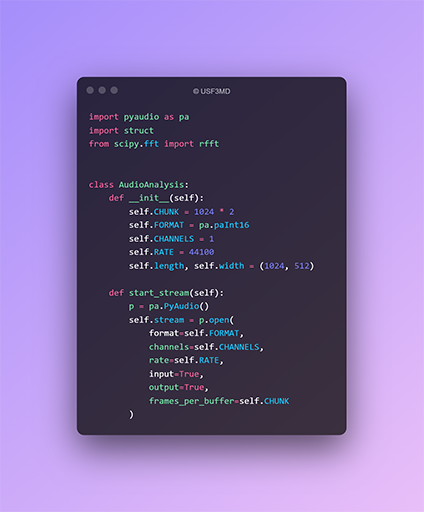 © USF3MD
import pyaudio as pa
import struct
from scipy.fft import rfft
class AudioAnalysis:
    def __init__(self):
        self.CHUNK = 1024 * 2
        self.FORMAT = pa.paInt16
        self.CHANNELS = 1
        self.RATE = 44100
        self.length, self.width = (1024, 512)
    def start_stream(self):
        p = pa.PyAudio()
        self.stream = p.open(
            format=self.FORMAT,
            channels=self.CHANNELS,
            rate=self.RATE,
            input=True,
            output=True,
            frames_per_buffer=self.CHUNK
        )